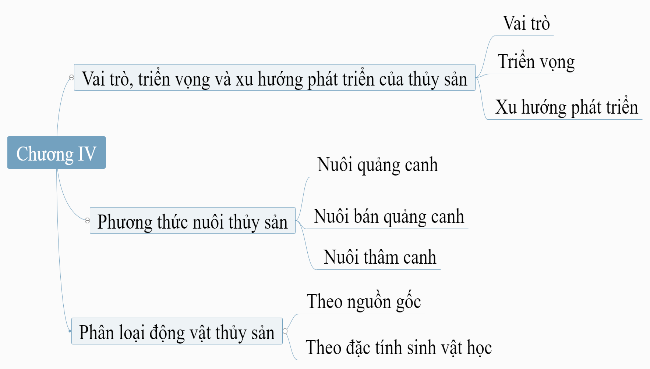 Chương IV
Vai trò, triển vọng và xu hướng phát triển của thủy sản
Vai trò
Triển vọng
Xu hướng phát triển
Phương thức nuôi thủy sản
Nuôi quảng canh
Nuôi bán quảng canh
Nuôi thâm canh
Phân loại động vật thủy sản
Theo nguồn gốc
Theo đặc tính sinh vật học